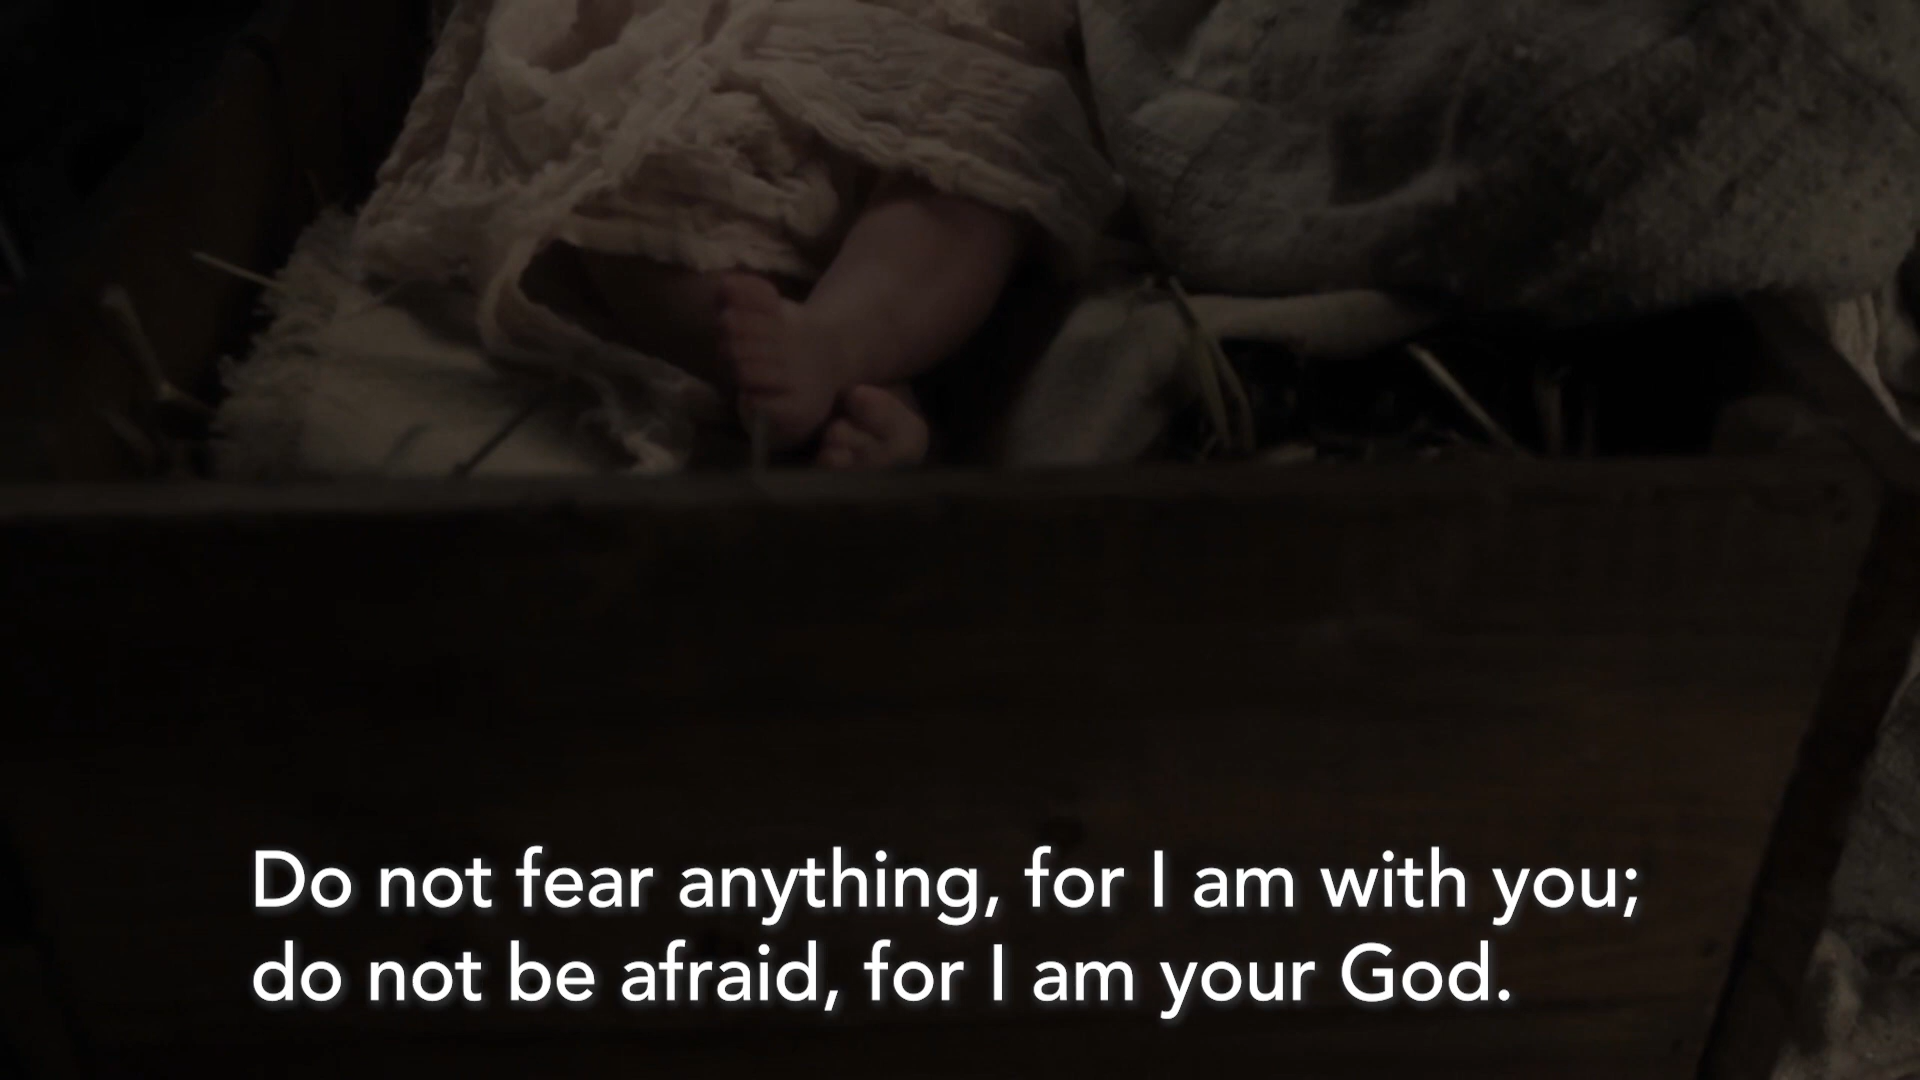 Do not fear anything, for I am with you;
do not be afraid, for I am your God.